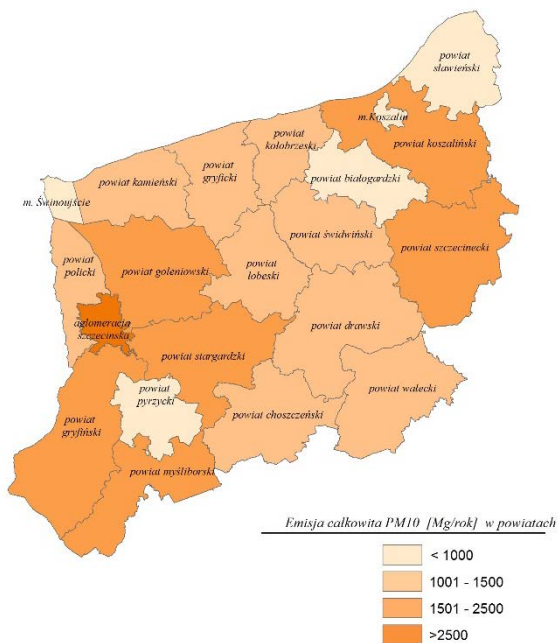 powiat
sławieński
m.Koszalin
powiat koszaliński
powiat
kołobrzeski
powiat
gryficki
powiat kamieński
powiat białogardzki
m. Świnoujście
powiat świdwiński
powiat szczecinecki
powiat
policki
powiat goleniowski
powiat
łobeski
aglomeracja
szczecińska
powiat drawski
powiat stargardzki
powiat wałecki
powiat
pyrzycki
powiat choszczeński
powiat
gryfiński
powiat myśliborski
Emisja całkowita PM10 [Mg/rok] w powiatach
< 1000
1001 - 1500
1501 - 2500
>2500